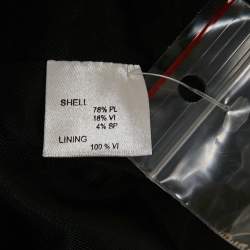 SHELL
78% PL
18% VI
4% SP
LINING
100 % VI